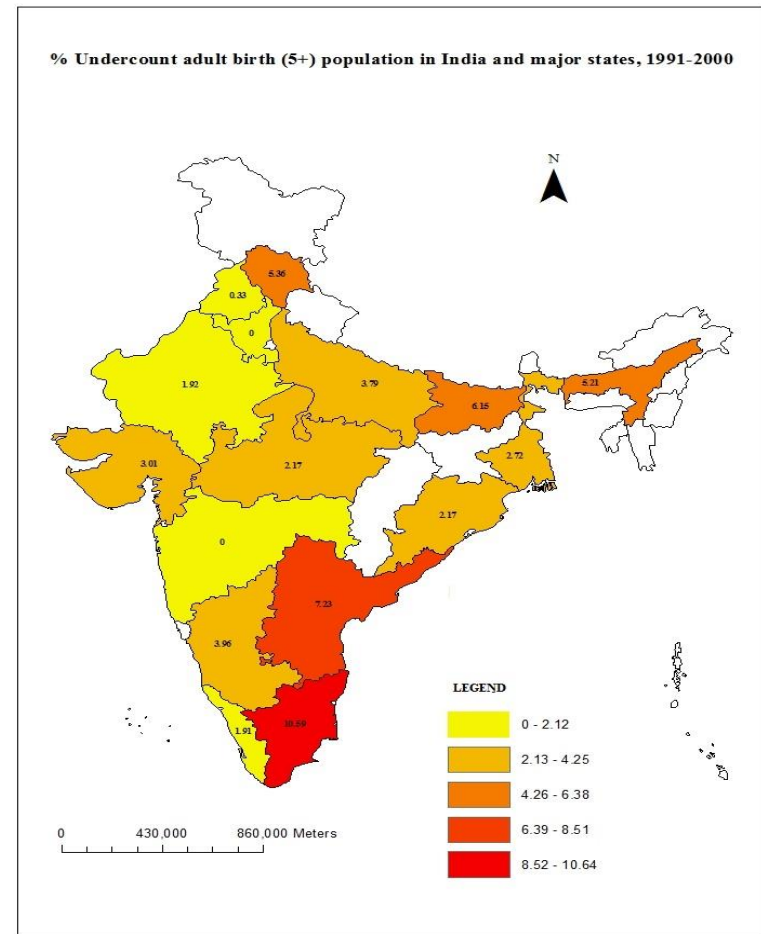 % Undercount adult birth (5+) population in India and major states, 1991-2000
N
5.36
0.33
0
1.92
3.79
6.15
5.21
3.01
2.17
2.72
2.17
0
7.23
3.96
10.59
1.91
LEGEND
0 - 2.12
2.13 - 4.25
4.26 - 6.38
6.39 - 8.51
8.52 - 10.64
0 430,000 860,000 Meters